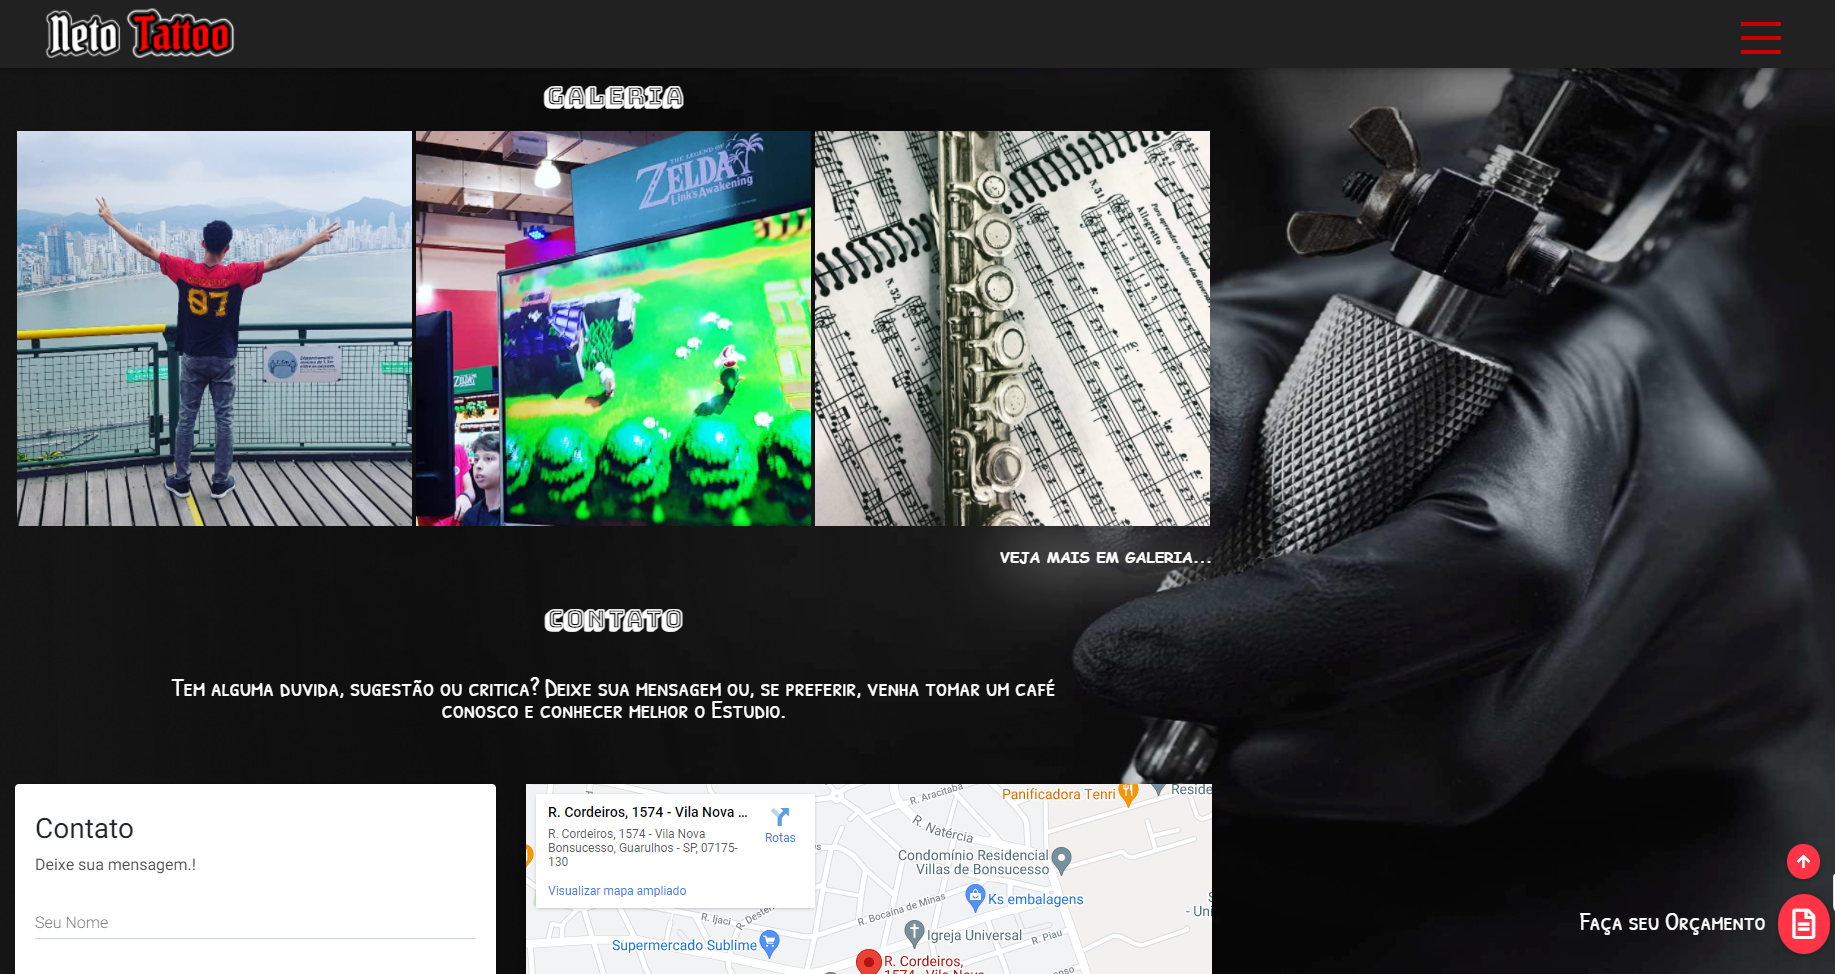 Neto Tattoo
GALERIA
87
THE LEGEND OF
ZELDA
Link's Awakening
ZELDA
N. 31
Allegretto
N. 32
VEJA MAIS EM GALERIA...
CONTATO
Tem alguma duvida, sugestão ou critica? Deixe sua mensagem ou, se preferir, venha tomar um café
conosco e conhecer melhor o Estudio.
Contato
Deixe sua mensagem.!
Seu Nome
R. Cordeiros, 1574 - Vila Nova ...
R. Cordeiros, 1574 - Vila Nova
Bonsucesso, Guarulhos - SP, 07175-
130
Rotas
Visualizar mapa ampliado
R. Aracitaba
Panificadora Tenri
Reside
R. Natércia
Condomínio Residencial
Villas de Bonsucesso
Ks embalagens
R. Bocaina de Minas
R. Ijaci
- Uni
Igreja Universal
R. Piau
Supermercado Sublime
R. Cordeiros,
1574 - Vila Nova
Faça seu Orçamento